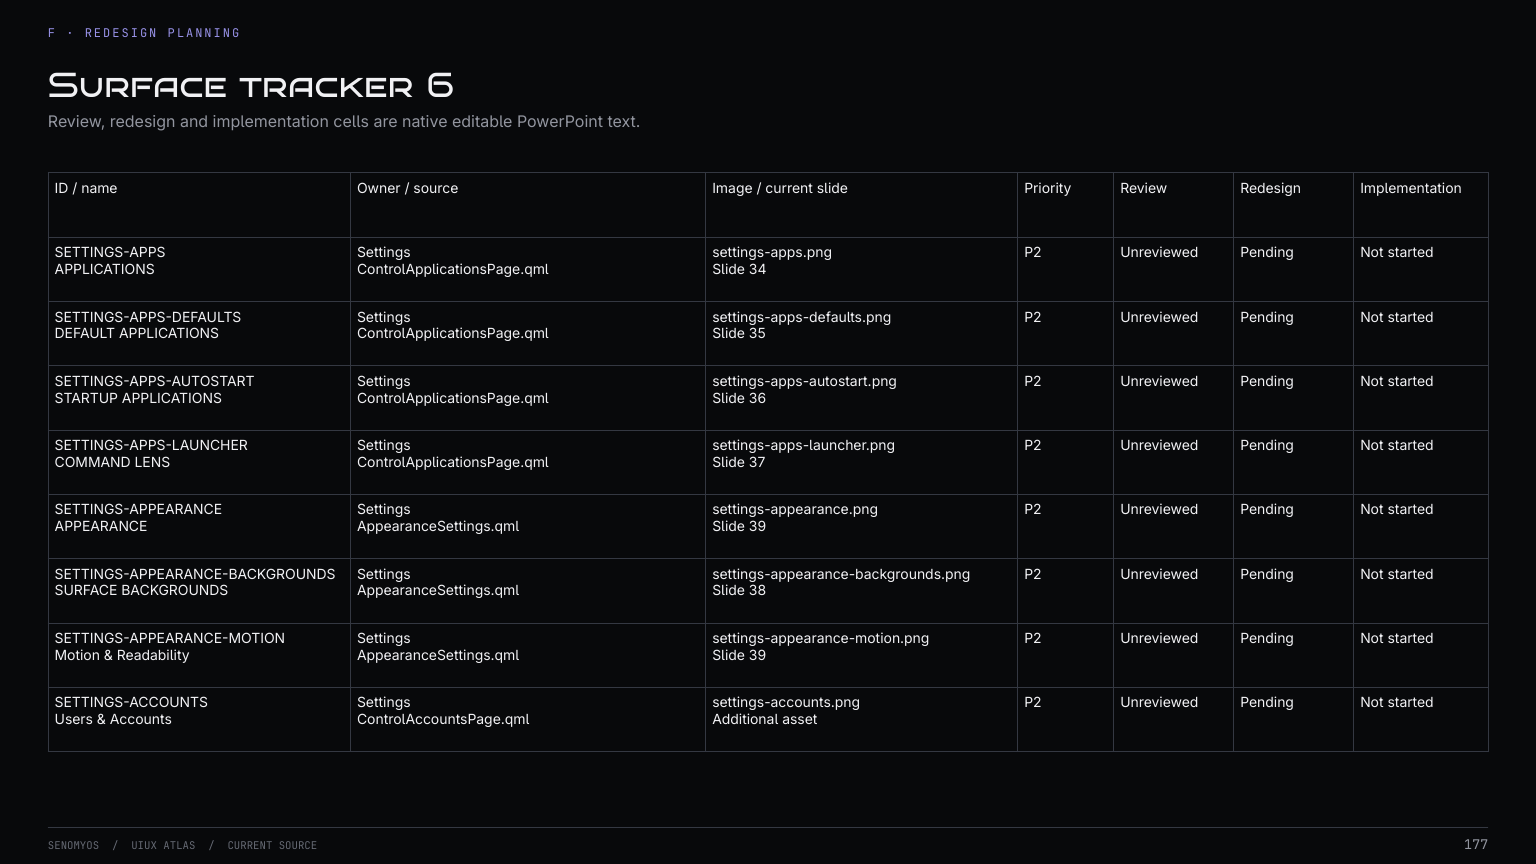 F · REDESIGN PLANNING
Surface tracker 6
Review, redesign and implementation cells are native editable PowerPoint text.
ID / name
Owner / source
Image / current slide
Priority
Review
Redesign
Implementation
SETTINGS-APPS
APPLICATIONS
Settings
ControlApplicationsPage.qml
settings-apps.png
Slide 34
P2
Unreviewed
Pending
Not started
SETTINGS-APPS-DEFAULTS
DEFAULT APPLICATIONS
Settings
ControlApplicationsPage.qml
settings-apps-defaults.png
Slide 35
P2
Unreviewed
Pending
Not started
SETTINGS-APPS-AUTOSTART
STARTUP APPLICATIONS
Settings
ControlApplicationsPage.qml
settings-apps-autostart.png
Slide 36
P2
Unreviewed
Pending
Not started
SETTINGS-APPS-LAUNCHER
COMMAND LENS
Settings
ControlApplicationsPage.qml
settings-apps-launcher.png
Slide 37
P2
Unreviewed
Pending
Not started
SETTINGS-APPEARANCE
APPEARANCE
Settings
AppearanceSettings.qml
settings-appearance.png
Slide 39
P2
Unreviewed
Pending
Not started
SETTINGS-APPEARANCE-BACKGROUNDS
SURFACE BACKGROUNDS
Settings
AppearanceSettings.qml
settings-appearance-backgrounds.png
Slide 38
P2
Unreviewed
Pending
Not started
SETTINGS-APPEARANCE-MOTION
Motion & Readability
Settings
AppearanceSettings.qml
settings-appearance-motion.png
Slide 39
P2
Unreviewed
Pending
Not started
SETTINGS-ACCOUNTS
Users & Accounts
Settings
ControlAccountsPage.qml
settings-accounts.png
Additional asset
P2
Unreviewed
Pending
Not started
SENOMYOS / UIUX ATLAS / CURRENT SOURCE
177